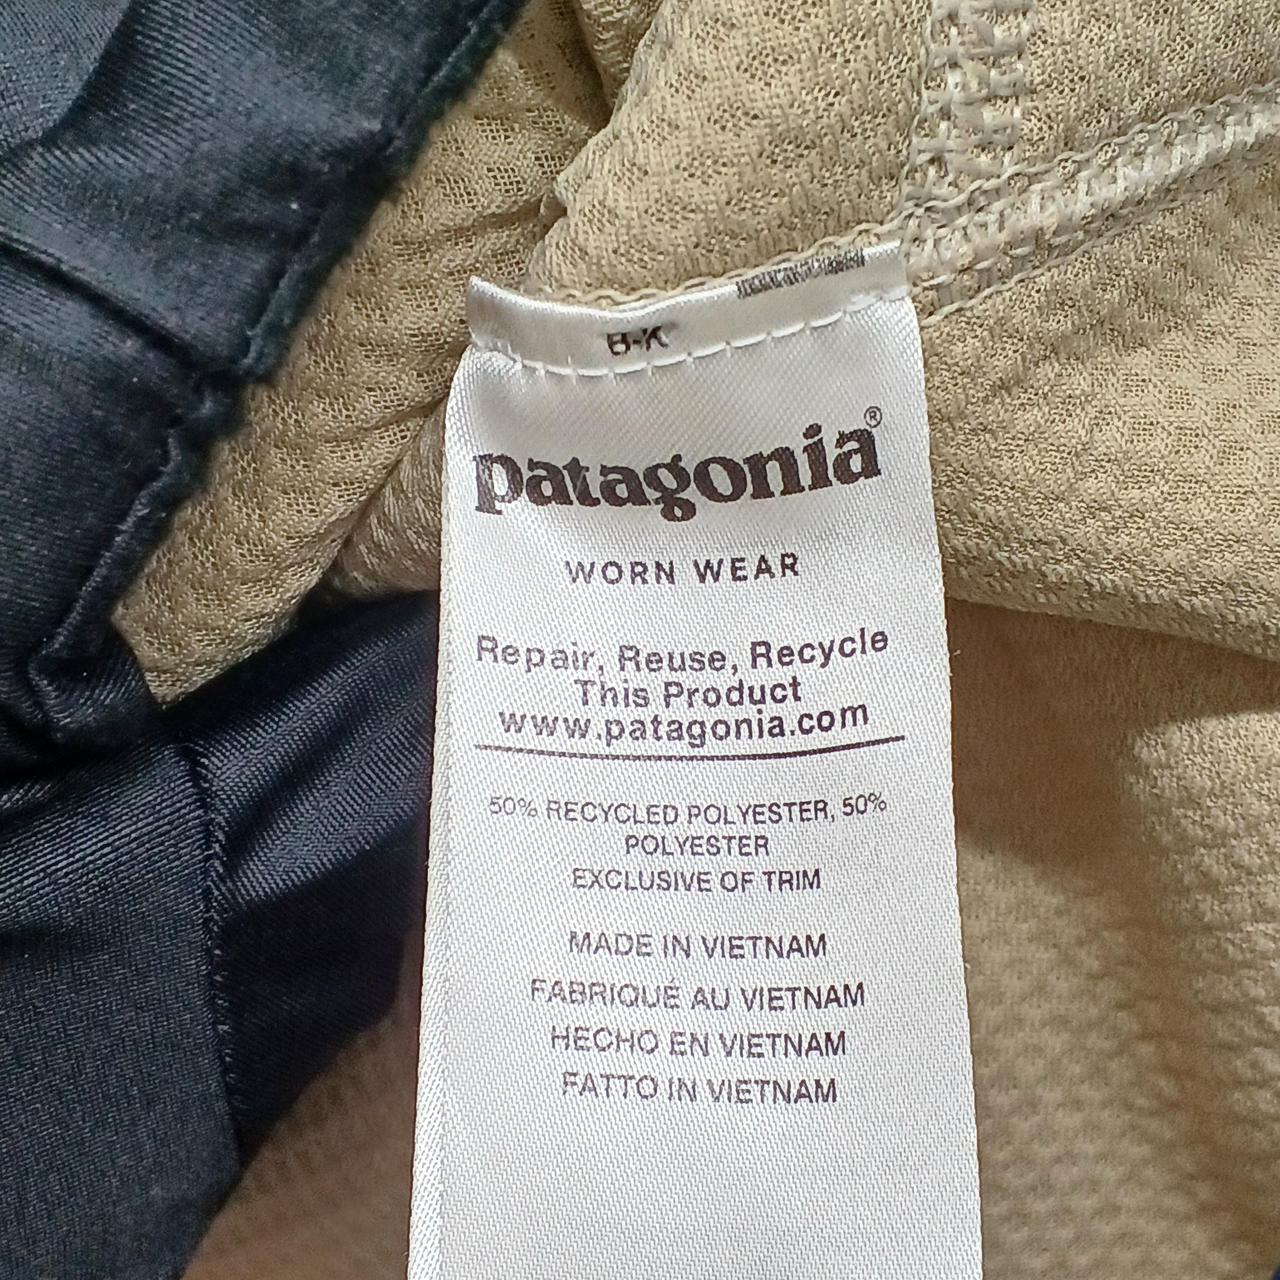 B-K
patagonia®
WORN WEAR
Repair, Reuse, Recycle
This Product
www.patagonia.com
50% RECYCLED POLYESTER, 50%
POLYESTER
EXCLUSIVE OF TRIM
MADE IN VIETNAM
FABRIQUÉ AU VIETNAM
HECHO EN VIETNAM
FATTO IN VIETNAM